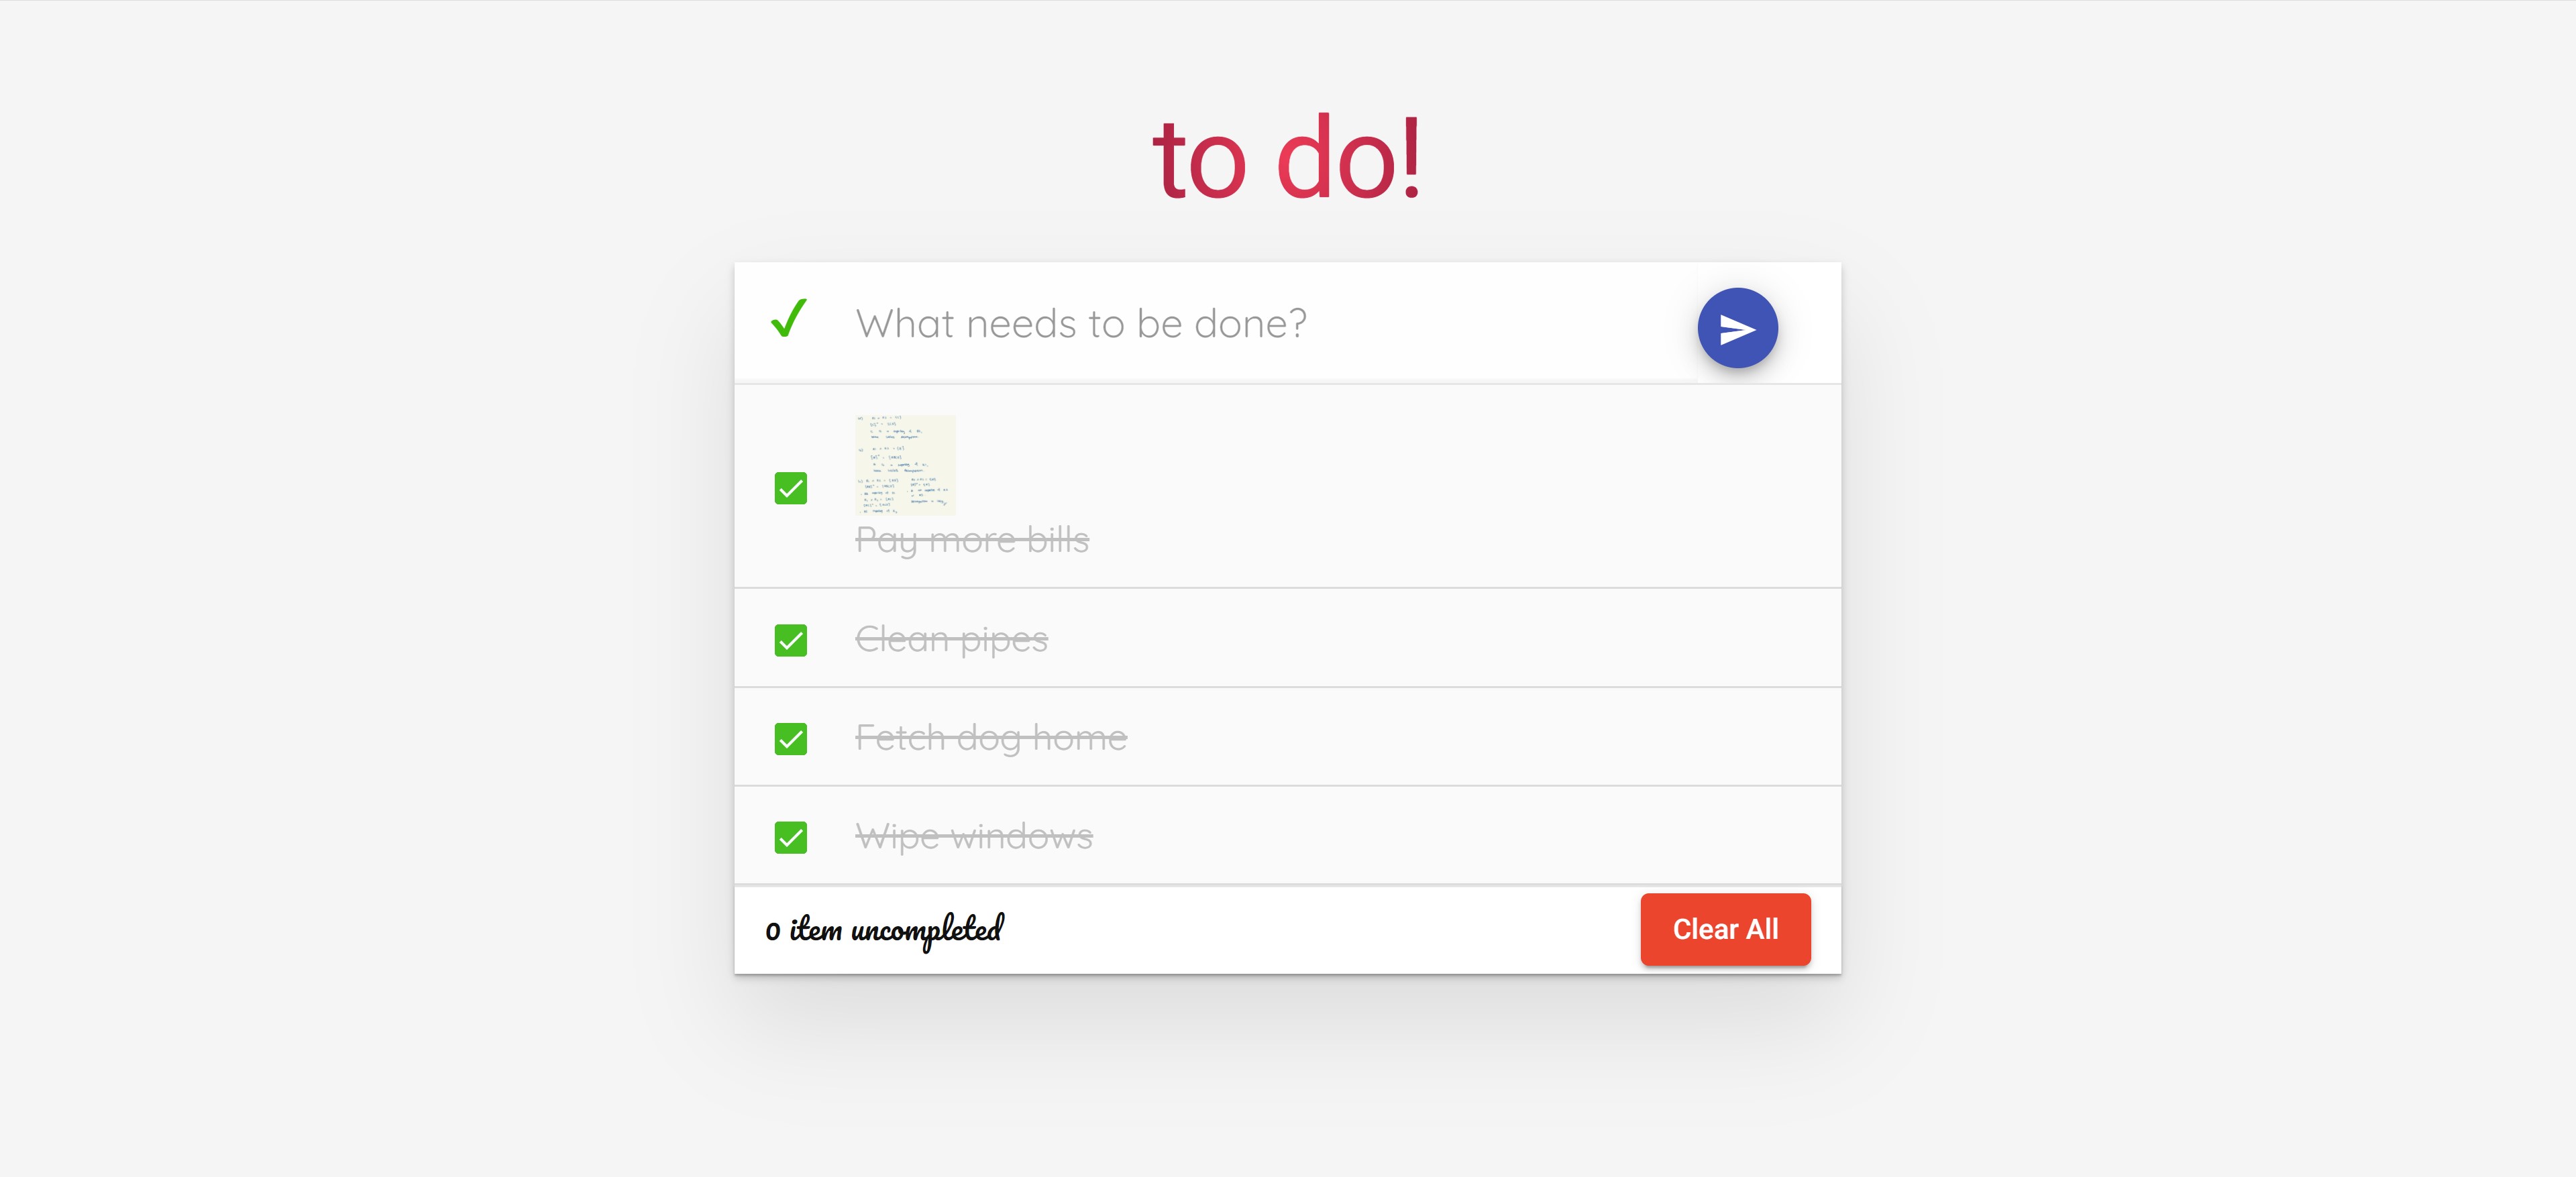 to do!
What needs to be done?
Pay more bills
Clean pipes
Fetch dog home
Wipe windows
0 item uncompleted
Clear All